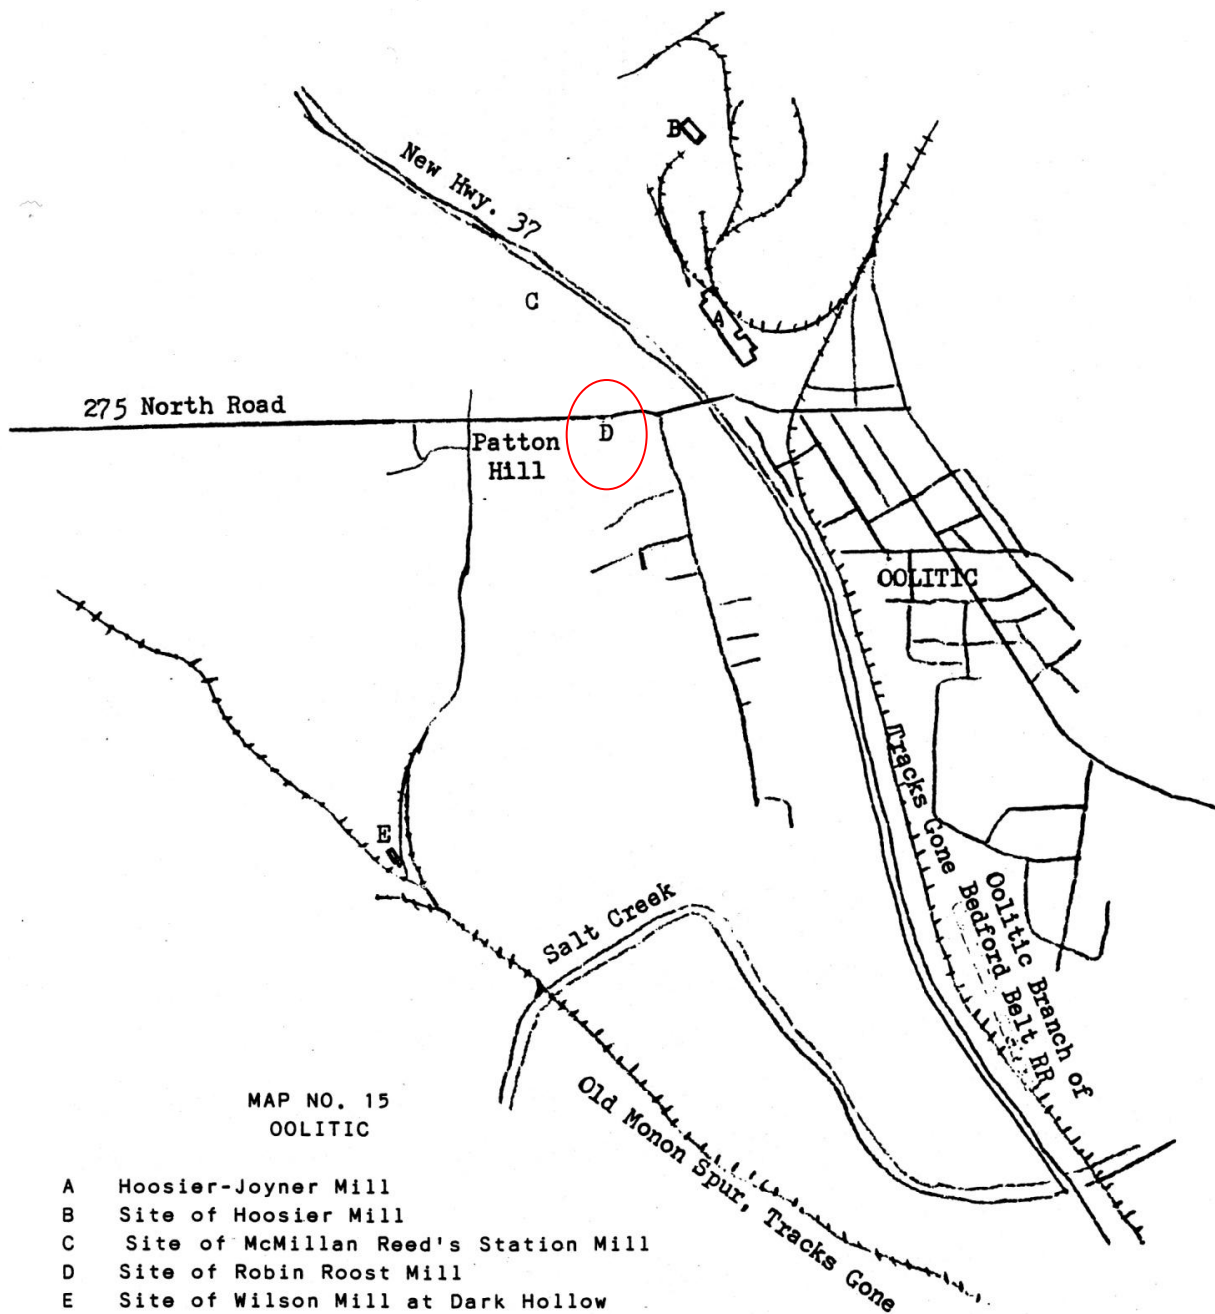 B
New Hwy. 37
C
A
275 North Road
D
Patton
Hill
OOLITIC
Tracks Gone
Oolitic Branch of
Bedford Belt RR
E
Salt Creek
Old Monon Spur, Tracks Gone
MAP NO. 15
OOLITIC
A Hoosier-Joyner Mill
B Site of Hoosier Mill
C Site of McMillan Reed's Station Mill
D Site of Robin Roost Mill
E Site of Wilson Mill at Dark Hollow